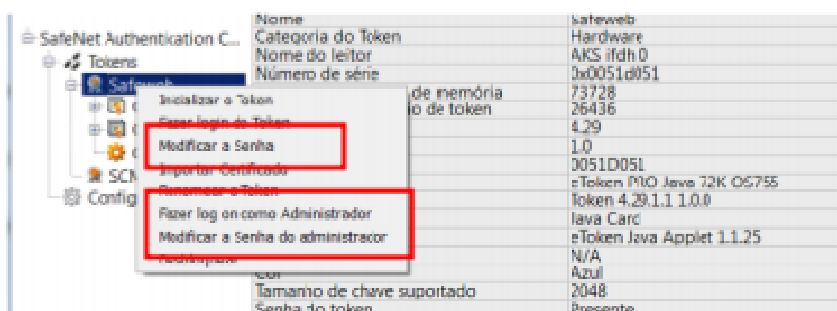 Nome Safeweb
SafeNet Authentication C... Categoria do Token Hardware
Tokens Nome do leitor AKS ifdh 0
Safeweb Número de série 0x0051d051
de memória 73728
Inicializar o Token o de token 26436
Fazer login do Token 4.29
Modificar a Senha 1.0
Importar Certificado 0051D051
SCM eToken PRO Java 72K OS755
Config Renomear o Token Token 4.29.1.1 1.0.0
Fazer log on como Administrador Java Card
Modificar a Senha do administrador eToken Java Applet 1.1.25
N/A
Cor Azul
Tamanho de chave suportado 2048
Senha do token Presente